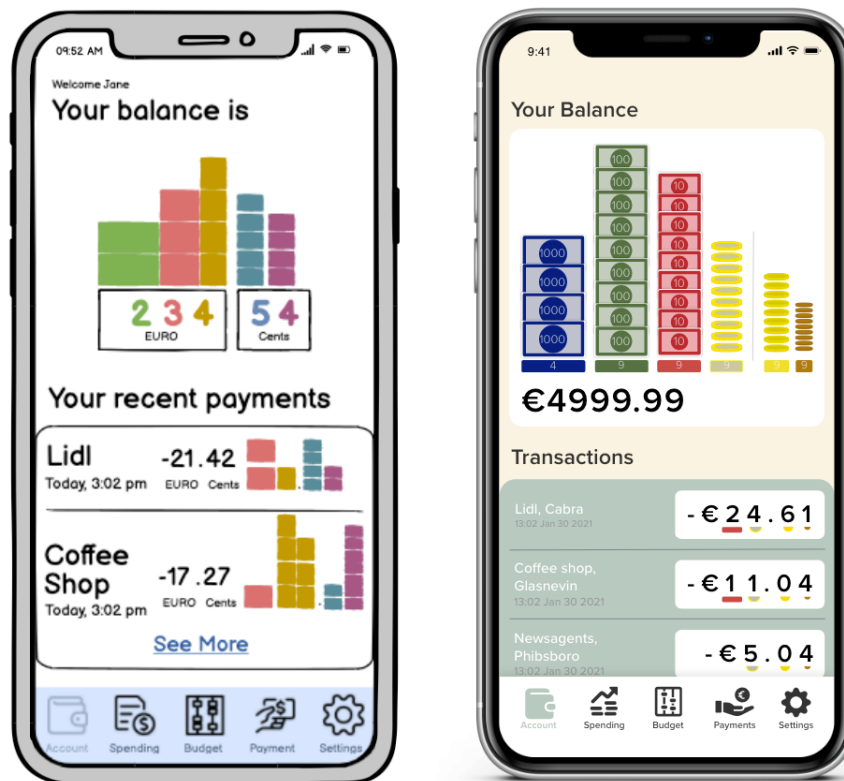 09:52 AM
Welcome Jane
Your balance is
2 3 4
EURO
5 4
Cents
Your recent payments
Lidl
Today, 3:02 pm
-21.42
EURO Cents
Coffee
Shop
Today, 3:02 pm
-17.27
EURO Cents
See More
Account
Spending
Budget
Payment
Settings
9:41
Your Balance
1000
1000
1000
1000
4
100
100
100
100
100
100
100
100
100
9
10
10
10
10
10
10
10
10
10
9
9
9
9
€4999.99
Transactions
Lidl, Cabra
13:02 Jan 30 2021
-€24.61
Coffee shop,
Glasnevin
13:02 Jan 30 2021
-€11.04
Newsagents,
Phibsboro
13:02 Jan 30 2021
-€5.04
Account
Spending
Budget
Payments
Settings